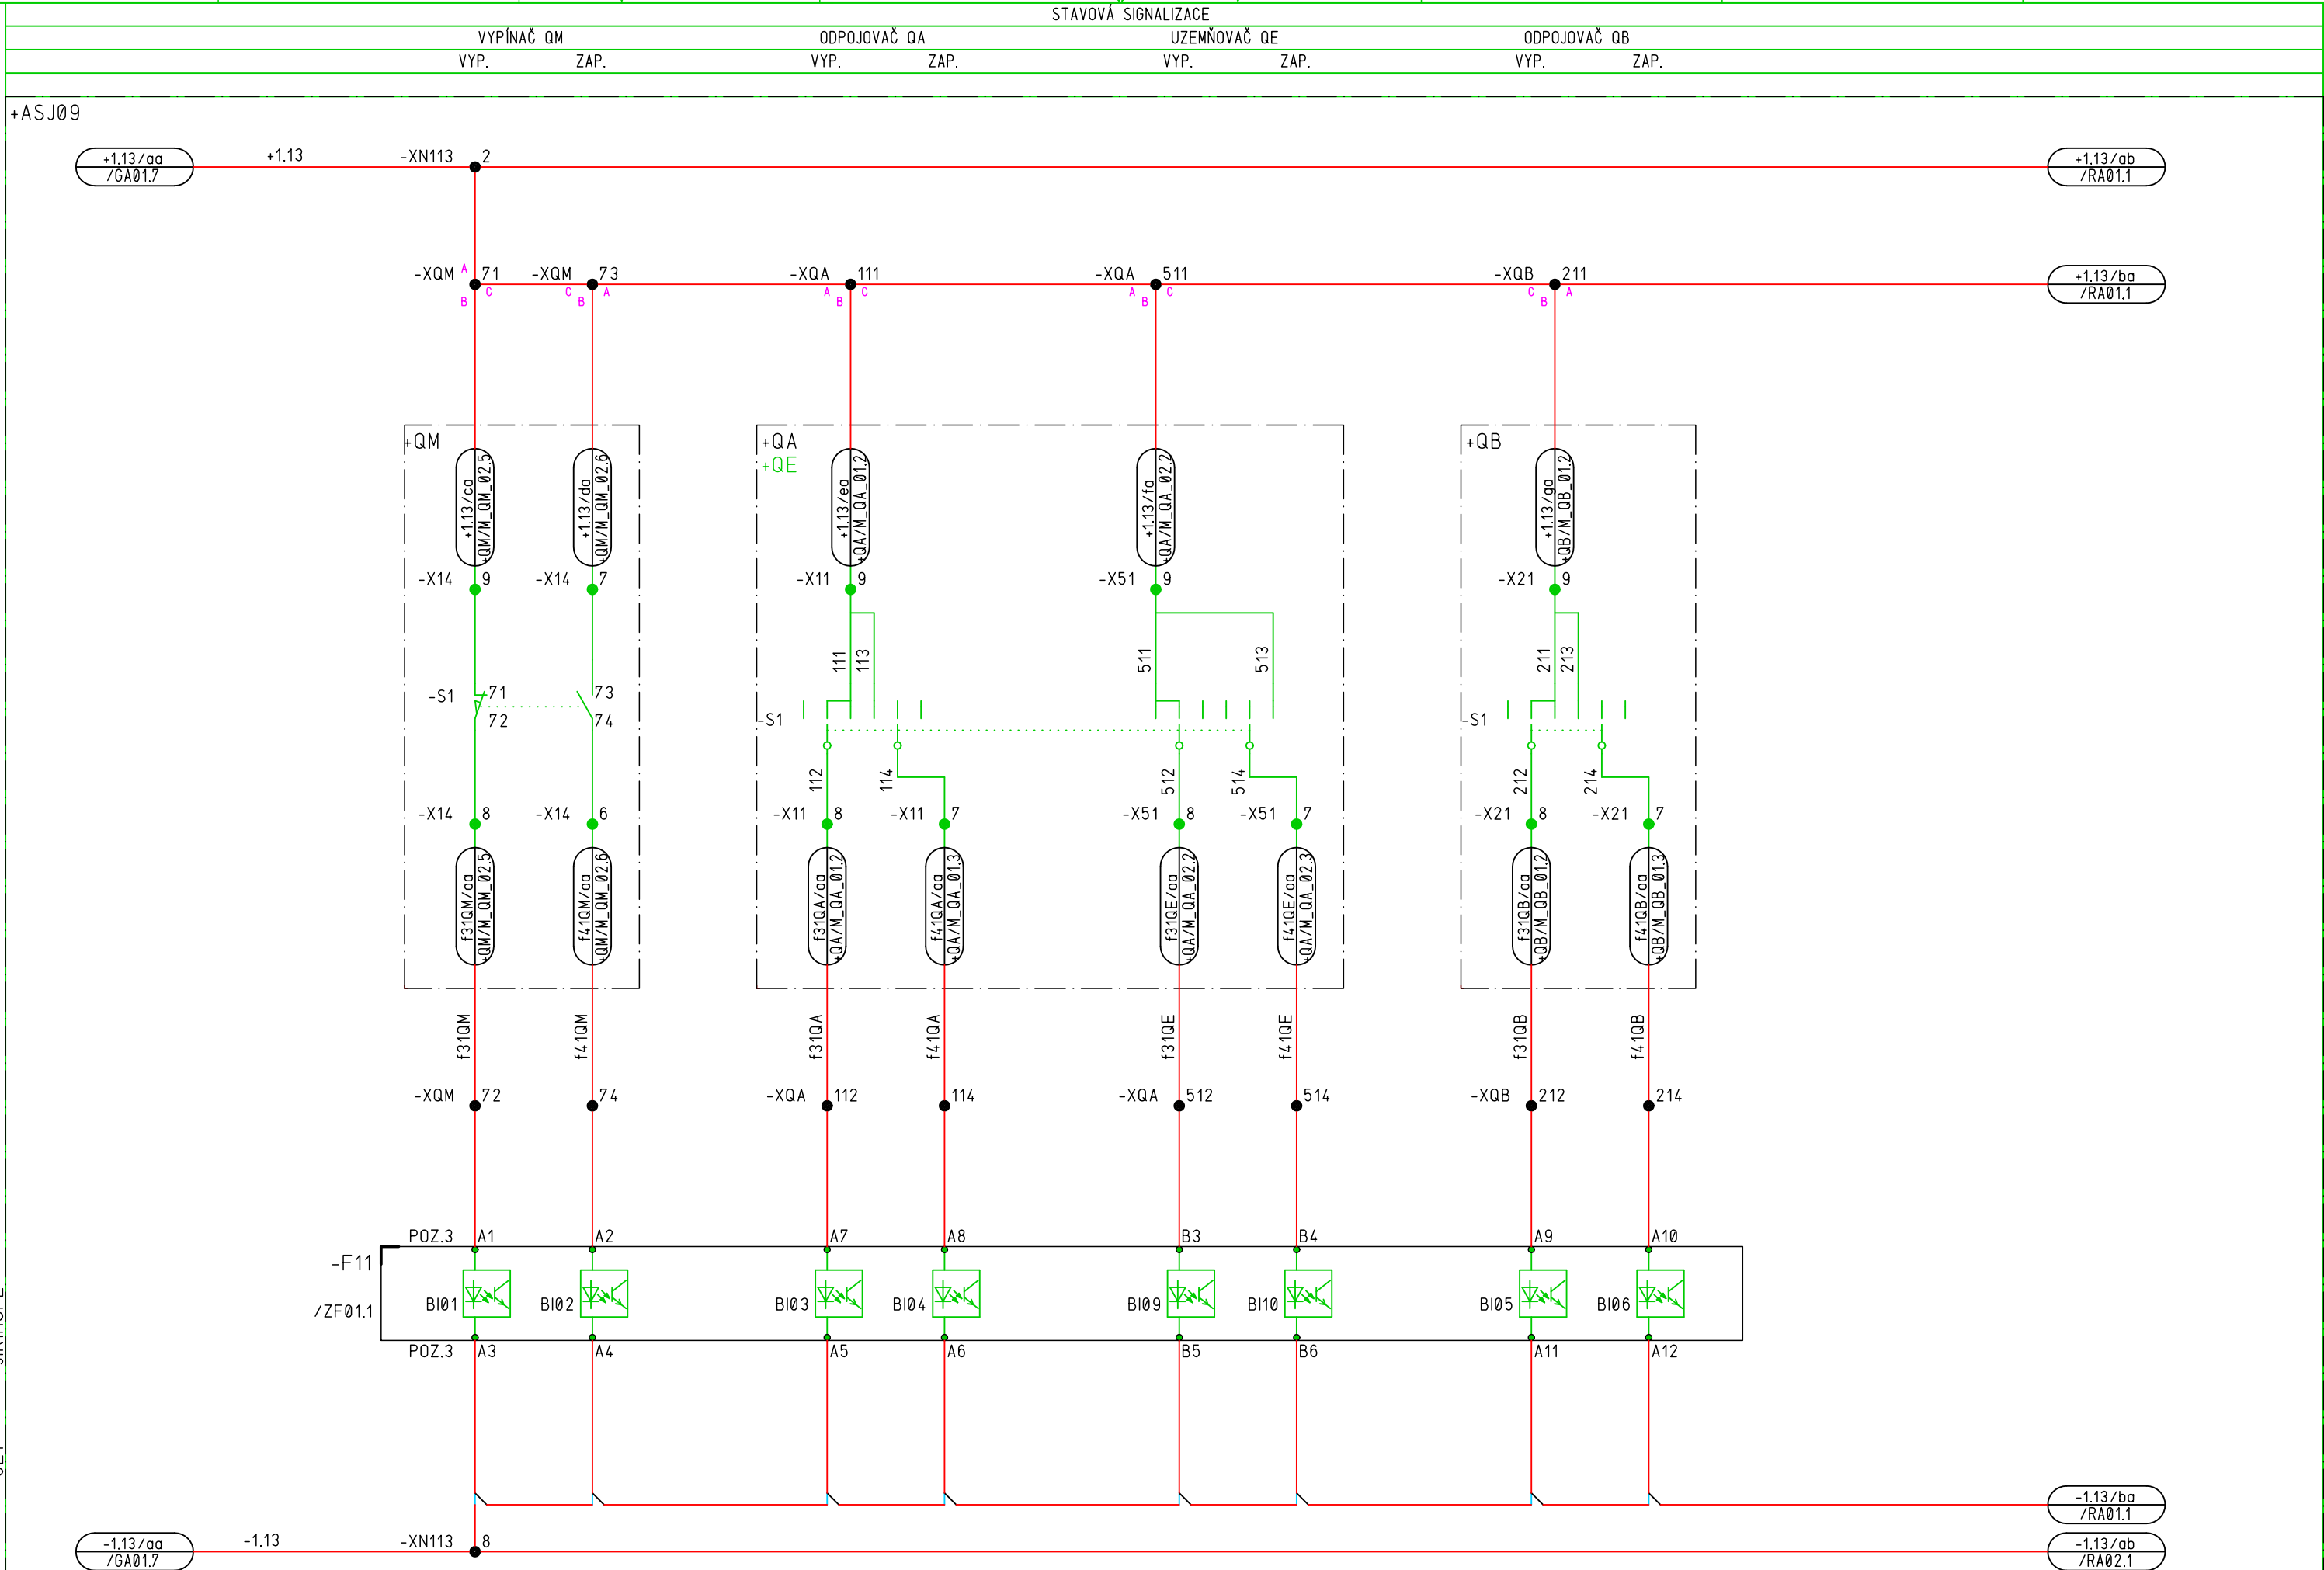 STAVOVÁ SIGNALIZACE
VYPÍNAČ QM ODPOJOVAČ QA UZEMŇOVAČ QE ODPOJOVAČ QB
VYP. ZAP. VYP. ZAP. VYP. ZAP. VYP. ZAP.
+ASJ09
+1.13/aa +1.13 -XN113 2 +1.13/ab
/GA01.7 /RA01.1
-XQM A 71 -XQM 73 -XQA 111 -XQA 511 -XQB 211 +1.13/ba
B C C B A A B C A B C C B A /RA01.1
+QM +QA +QB
+QE
+1.13/ca +1.13/da +1.13/ea +1.13/fa +1.13/ga
+QM/M_QM_02.5 +QM/M_QM_02.6 +QA/M_QA_01.2 +QA/M_QA_02.2 +QB/M_QB_01.2
-X14 9 -X14 7 -X11 9 -X51 9 -X21 9
111 113 511 513 211 213
-S1 71 73
72 74
-S1 -S1
112 114 512 514 212 214
-X14 8 -X14 6 -X11 8 -X11 7 -X51 8 -X51 7 -X21 8 -X21 7
f31QM/aa f41QM/aa f31QA/aa f41QA/aa f31QE/aa f41QE/aa f31QB/aa f41QB/aa
+QM/M_QM_02.5 +QM/M_QM_02.6 +QA/M_QA_01.2 +QA/M_QA_01.3 +QA/M_QA_02.2 +QA/M_QA_02.3 +QB/M_QB_01.2 +QB/M_QB_01.3
f31QM f41QM f31QA f41QA f31QE f41QE f31QB f41QB
-XQM 72 74 -XQA 112 114 -XQA 512 514 -XQB 212 214
POZ.3 A1 A2 A7 A8 B3 B4 A9 A10
-F11
/ZF01.1 BI01 BI02 BI03 BI04 BI09 BI10 BI05 BI06
POZ.3 A3 A4 A5 A6 B5 B6 A11 A12
-1.13/ba
/RA01.1
-1.13/aa -1.13 -XN113 8 -1.13/ab
/GA01.7 /RA02.1